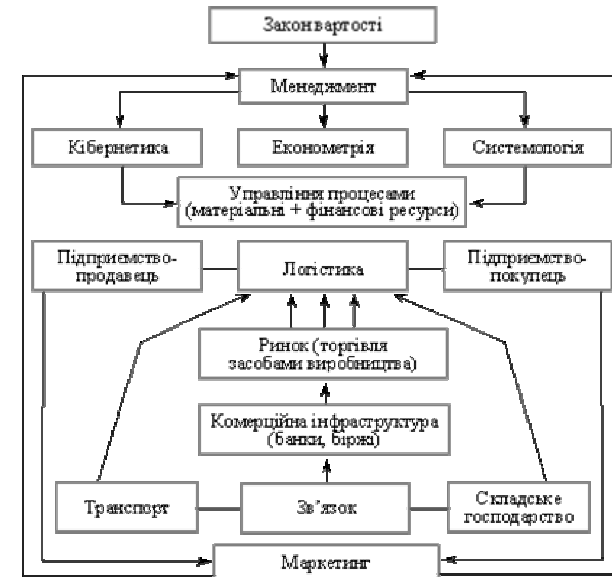 Закон вартості
Менеджмент
Кібернетика
Економетрія
Системологія
Управління процесами
(матеріальні + фінансові ресурси)
Підприємство-
продавець
Логістика
Підприємство-
покупець
Ринок (торгівля
засобами виробництва)
Комерційна інфраструктура
(банки, біржі)
Транспорт
Зв’язок
Складське
господарство
Маркетинг